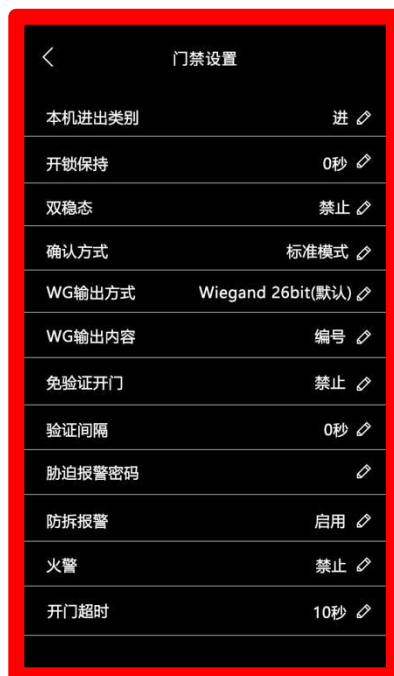 门禁设置
本机进出类别 进
开锁保持 0秒
双稳态 禁止
确认方式 标准模式
WG输出方式 Wiegand 26bit(默认)
WG输出内容 编号
免验证开门 禁止
验证间隔 0秒
胁迫报警密码
防拆报警 启用
火警 禁止
开门超时 10秒